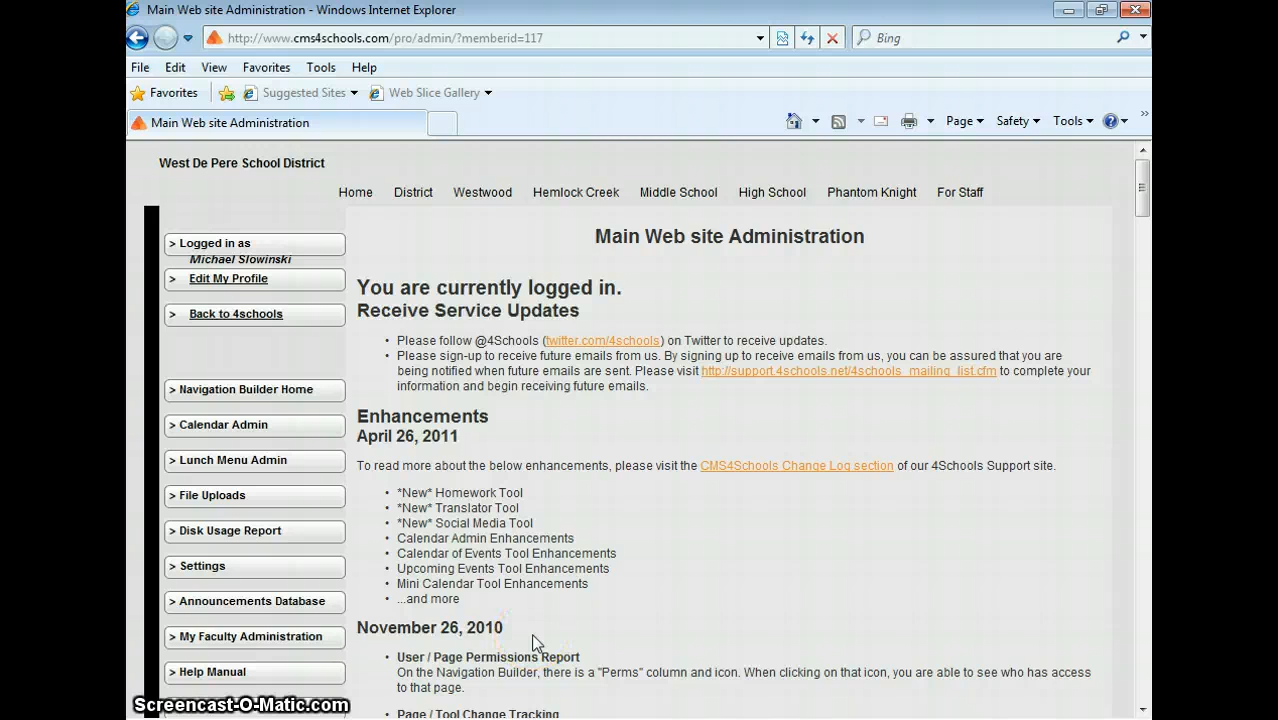 Main Web site Administration - Windows Internet Explorer
http://www.cms4schools.com/pro/admin/?memberid=117
Bing
File Edit View Favorites Tools Help
Favorites Suggested Sites Web Slice Gallery
Main Web site Administration
Page Safety Tools
West De Pere School District
Home District Westwood Hemlock Creek Middle School High School Phantom Knight For Staff
> Logged in as
Michael Slowinski
> Edit My Profile
> Back to 4schools
> Navigation Builder Home
> Calendar Admin
> Lunch Menu Admin
> File Uploads
> Disk Usage Report
> Settings
> Announcements Database
> My Faculty Administration
> Help Manual
Main Web site Administration
You are currently logged in.
Receive Service Updates
• Please follow @4Schools (twitter.com/4schools) on Twitter to receive updates.
• Please sign-up to receive future emails from us. By signing up to receive emails from us, you can be assured that you are
being notified when future emails are sent. Please visit http://support.4schools.net/4schools_mailing_list.cfm to complete your
information and begin receiving future emails.
Enhancements
April 26, 2011
To read more about the below enhancements, please visit the CMS4Schools Change Log section of our 4Schools Support site.
• *New* Homework Tool
• *New* Translator Tool
• *New* Social Media Tool
• Calendar Admin Enhancements
• Calendar of Events Tool Enhancements
• Upcoming Events Tool Enhancements
• Mini Calendar Tool Enhancements
• ...and more
November 26, 2010
• User / Page Permissions Report
On the Navigation Builder, there is a "Perms" column and icon. When clicking on that icon, you are able to see who has access
to that page.
• Page / Tool Change Tracking
Screencast-O-Matic.com